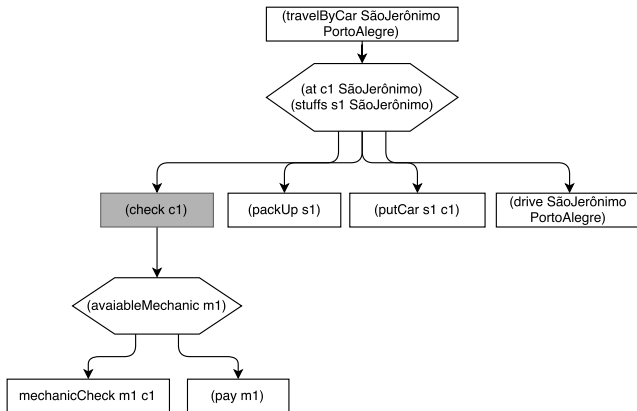 (travelByCar SãoJerônimo
PortoAlegre)
(at c1 SãoJerônimo)
(stuffs s1 SãoJerônimo)
(check c1)
(packUp s1)
(putCar s1 c1)
(drive SãoJerônimo
PortoAlegre)
(avaiableMechanic m1)
mechanicCheck m1 c1
(pay m1)